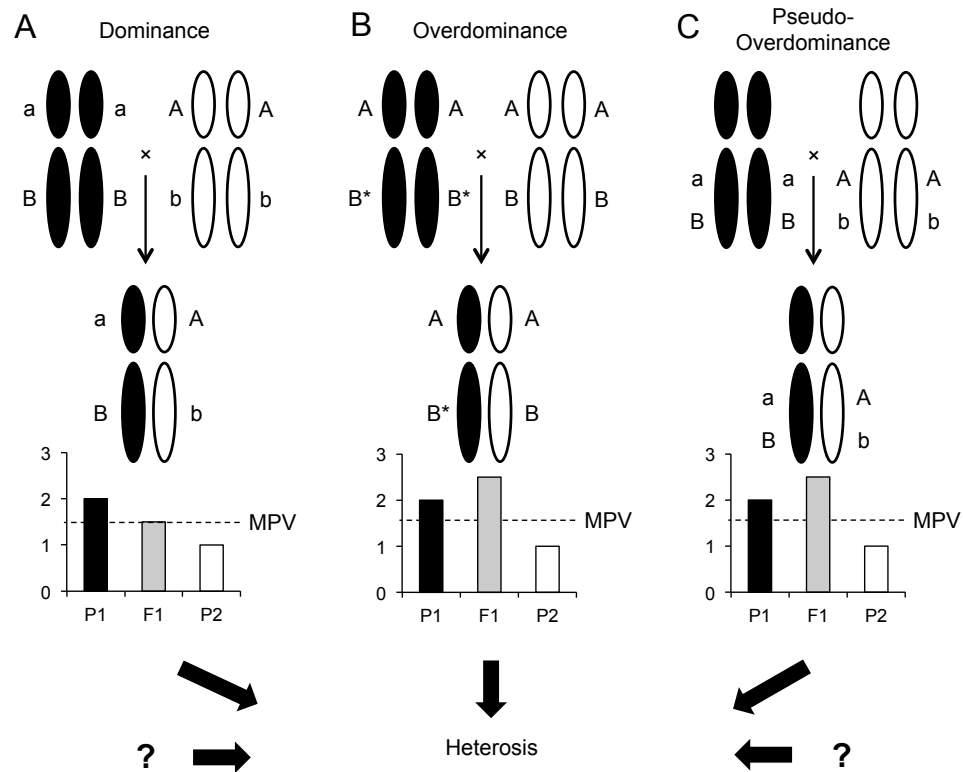 A Dominance
a a A A
×
B B b b
a A
B b
3
2
1
0
MPV
P1 F1 P2
B Overdominance
A A A A
×
B* B* B B
A A
B* B
3
2
1
0
MPV
P1 F1 P2
C Pseudo-
Overdominance
×
a a A A
B B b b
a A
B b
3
2
1
0
MPV
P1 F1 P2
? Heterosis ?